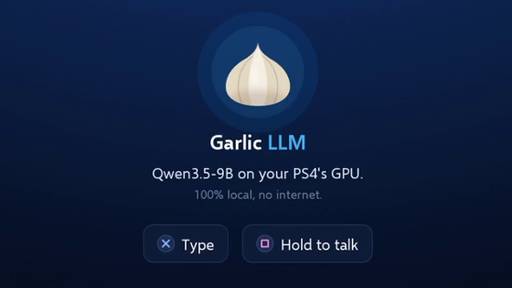 Garlic LLM
Qwen3.5-9B on your PS4's GPU.
100% local, no internet.
Type
Hold to talk